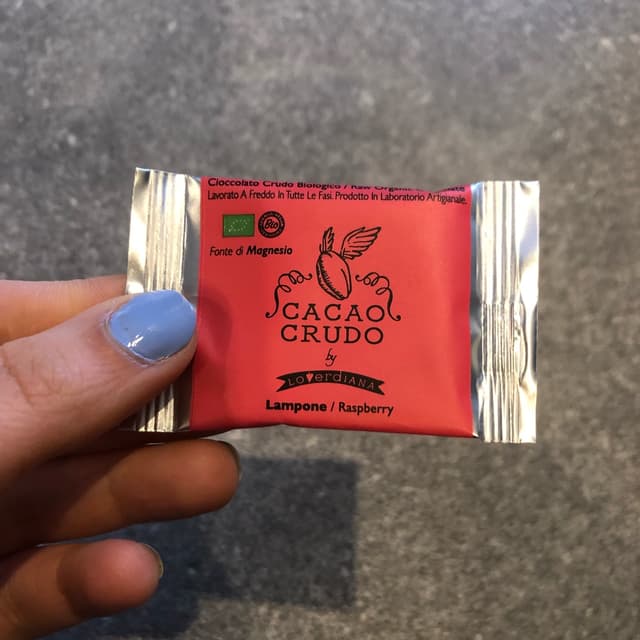 Cioccolato Crudo Biologico / Raw Organic
Lavorato A Freddo In Tutte Le Fasi. Prodotto In Laboratorio Artigianale.
Bio
Fonte di Magnesio
CACAO
CRUDO
by
LOVERDIANA
Lampone / Raspberry